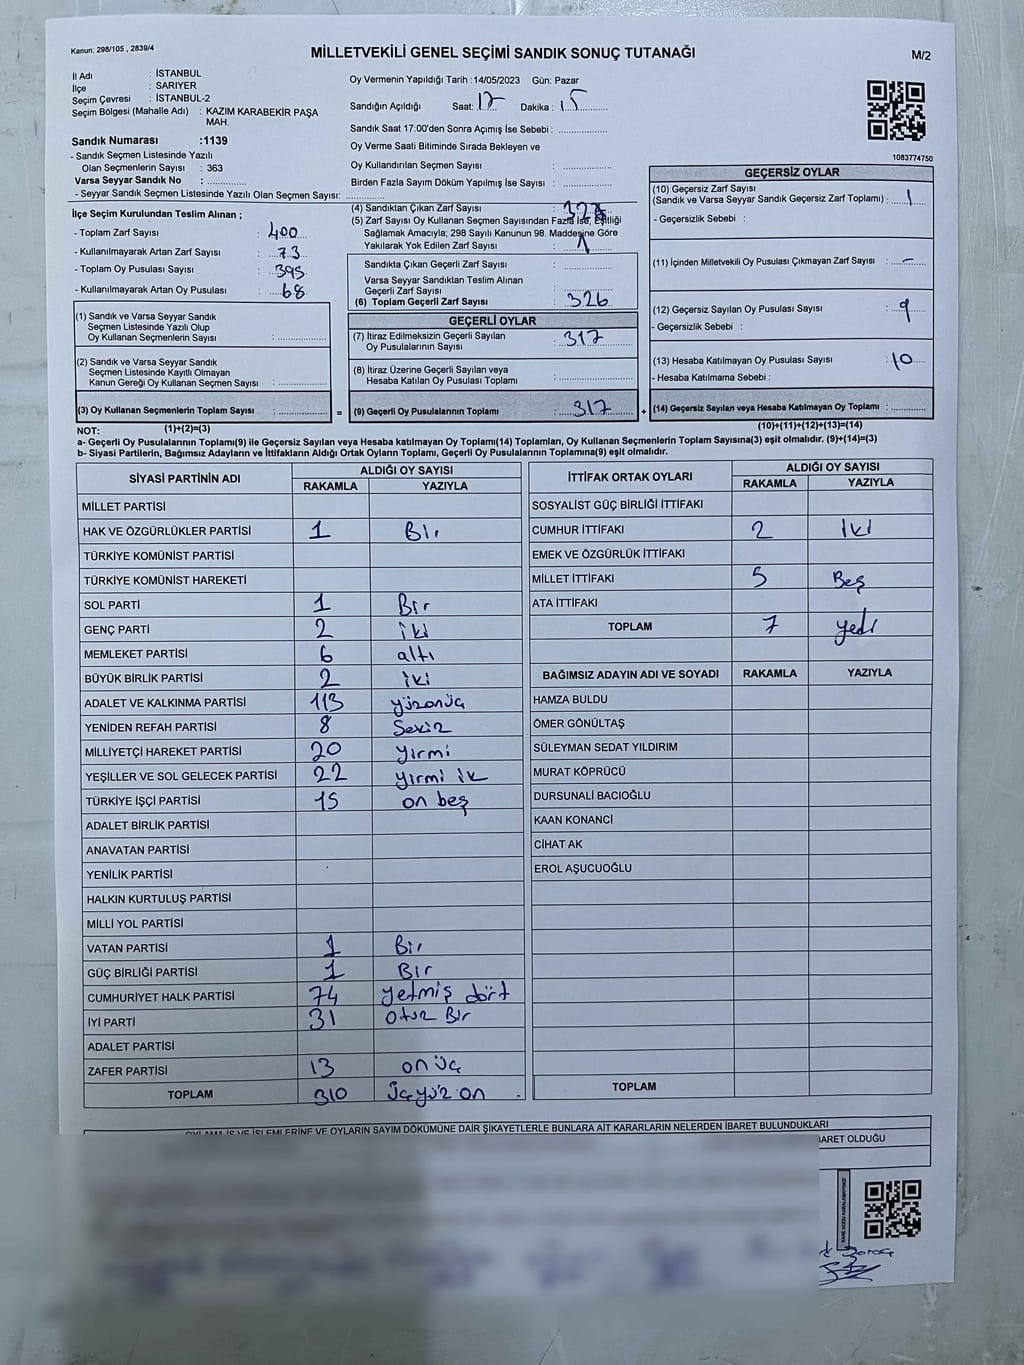 Kanun; 298/105 , 2839/4
MİLLETVEKİLİ GENEL SEÇİMİ SANDIK SONUÇ TUTANAĞI
M/2
İl Adı : İSTANBUL
İlçe : SARIYER
Seçim Çevresi : İSTANBUL-2
Seçim Bölgesi (Mahalle Adı) : KAZIM KARABEKİR PAŞA MAH.
Sandık Numarası :1139
- Sandık Seçmen Listesinde Yazılı
Olan Seçmenlerin Sayısı : 363
Varsa Seyyar Sandık No :
- Seyyar Sandık Seçmen Listesinde Yazılı Olan Seçmen Sayısı:
Oy Vermenin Yapıldığı Tarih :14/05/2023 Gün: Pazar
Sandığın Açıldığı Saat: 17 Dakika : 15
Sandık Saat 17:00'den Sonra Açımış İse Sebebi :
Oy Verme Saati Bitiminde Sırada Bekleyen ve
Oy Kullandırılan Seçmen Sayısı :
Birden Fazla Sayım Döküm Yapılmış İse Sayısı :
1083774750
İlçe Seçim Kurulundan Teslim Alınan ;
- Toplam Zarf Sayısı : 400
- Kullanılmayarak Artan Zarf Sayısı : 73
- Toplam Oy Pusulası Sayısı : 395
- Kullanılmayarak Artan Oy Pusulası : 68
(4) Sandıktan Çıkan Zarf Sayısı :
(5) Zarf Sayısı Oy Kullanan Seçmen Sayısından Fazla İse, Eşitliği
Sağlamak Amacıyla; 298 Sayılı Kanunun 98. Maddesine Göre
Yakılarak Yok Edilen Zarf Sayısı : 1
Sandıkta Çıkan Geçerli Zarf Sayısı :
Varsa Seyyar Sandıktan Teslim Alınan
Geçerli Zarf Sayısı :
(6) Toplam Geçerli Zarf Sayısı : 326
GEÇERSİZ OYLAR
(10) Geçersiz Zarf Sayısı
(Sandık ve Varsa Seyyar Sandık Geçersiz Zarf Toplamı) : 1
- Geçersizlik Sebebi :
(11) İçinden Milletvekili Oy Pusulası Çıkmayan Zarf Sayısı : -
(12) Geçersiz Sayılan Oy Pusulası Sayısı : 9
- Geçersizlik Sebebi :
(13) Hesaba Katılmayan Oy Pusulası Sayısı : 10
- Hesaba Katılmama Sebebi :
(1) Sandık ve Varsa Seyyar Sandık
Seçmen Listesinde Yazılı Olup
Oy Kullanan Seçmenlerin Sayısı :
(2) Sandık ve Varsa Seyyar Sandık
Seçmen Listesinde Kayıtlı Olmayan
Kanun Gereği Oy Kullanan Seçmen Sayısı :
GEÇERLİ OYLAR
(7) İtiraz Edilmeksizin Geçerli Sayılan
Oy Pusulalarının Sayısı : 317
(8) İtiraz Üzerine Geçerli Sayılan veya
Hesaba Katılan Oy Pusulası Toplamı :
(3) Oy Kullanan Seçmenlerin Toplam Sayısı : =
(9) Geçerli Oy Pusulalarının Toplamı : 317 +
(14) Geçersiz Sayılan veya Hesaba Katılmayan Oy Toplamı :
NOT: (1)+(2)=(3)
(10)+(11)+(12)+(13)=(14)
a- Geçerli Oy Pusulalarının Toplamı(9) ile Geçersiz Sayılan veya Hesaba katılmayan Oy Toplamı(14) Toplamları, Oy Kullanan Seçmenlerin Toplam Sayısına(3) eşit olmalıdır. (9)+(14)=(3)
b- Siyasi Partilerin, Bağımsız Adayların ve İttifakların Aldığı Ortak Oyların Toplamı, Geçerli Oy Pusulalarının Toplamına(9) eşit olmalıdır.
SİYASİ PARTİNİN ADI ALDIĞI OY SAYISI
RAKAMLA YAZIYLA
MİLLET PARTİSİ
HAK VE ÖZGÜRLÜKLER PARTİSİ 1 Bir
TÜRKİYE KOMÜNİST PARTİSİ
TÜRKİYE KOMÜNİST HAREKETİ
SOL PARTİ 1 Bir
GENÇ PARTİ 2 iki
MEMLEKET PARTİSİ 6 altı
BÜYÜK BİRLİK PARTİSİ 2 iki
ADALET VE KALKINMA PARTİSİ 113 yüzonüç
YENİDEN REFAH PARTİSİ 8 Sekiz
MİLLİYETÇİ HAREKET PARTİSİ 20 yirmi
YEŞİLLER VE SOL GELECEK PARTİSİ 22 yirmi ik
TÜRKİYE İŞÇİ PARTİSİ 15 on beş
ADALET BİRLİK PARTİSİ
ANAVATAN PARTİSİ
YENİLİK PARTİSİ
HALKIN KURTULUŞ PARTİSİ
MİLLİ YOL PARTİSİ
VATAN PARTİSİ 1 Bir
GÜÇ BİRLİĞİ PARTİSİ 1 Bir
CUMHURİYET HALK PARTİSİ 74 yetmiş dört
İYİ PARTİ 31 otuz Bir
ADALET PARTİSİ
ZAFER PARTİSİ 13 on üç
TOPLAM 310 üçyüz on
İTTİFAK ORTAK OYLARI ALDIĞI OY SAYISI
RAKAMLA YAZIYLA
SOSYALİST GÜÇ BİRLİĞİ İTTİFAKI
CUMHUR İTTİFAKI 2 iki
EMEK VE ÖZGÜRLÜK İTTİFAKI
MİLLET İTTİFAKI 5 Beş
ATA İTTİFAKI
TOPLAM 7 yedi
BAĞIMSIZ ADAYIN ADI VE SOYADI RAKAMLA YAZIYLA
HAMZA BULDU
ÖMER GÖNÜLTAŞ
SÜLEYMAN SEDAT YILDIRIM
MURAT KÖPRÜCÜ
DURSUNALİ BACIOĞLU
KAAN KONANCİ
CİHAT AK
EROL AŞUCUOĞLU
TOPLAM
OYLAMA İŞ VE İŞLEMLERİNE VE OYLARIN SAYIM DÖKÜMÜNE DAİR ŞİKAYETLERLE BUNLARA AİT KARARLARIN NELERDEN İBARET BULUNDUKLARI
BARET OLDUĞU
KARE KODU KARALAMAYINIZ!